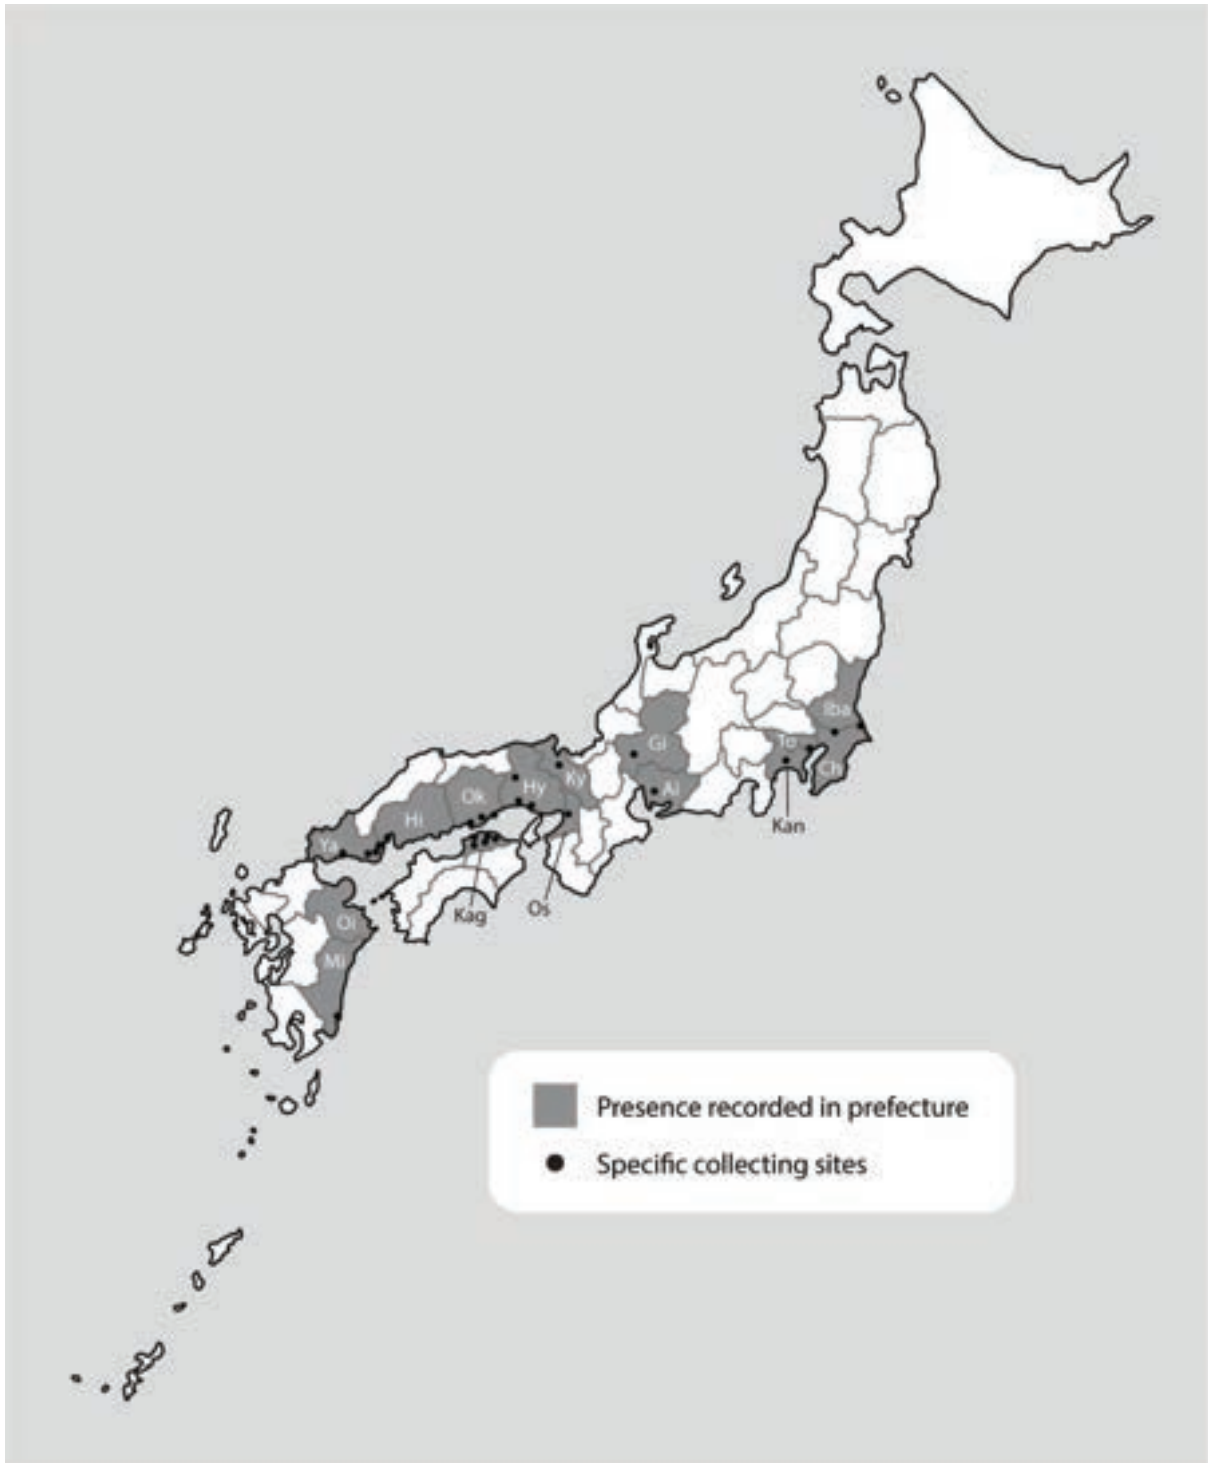 Iba
To
Ch
Gi
Ai
Kan
Ky
Hy
Ok
Hi
Ya
Kag
Os
Oi
Mi
Presence recorded in prefecture
Specific collecting sites